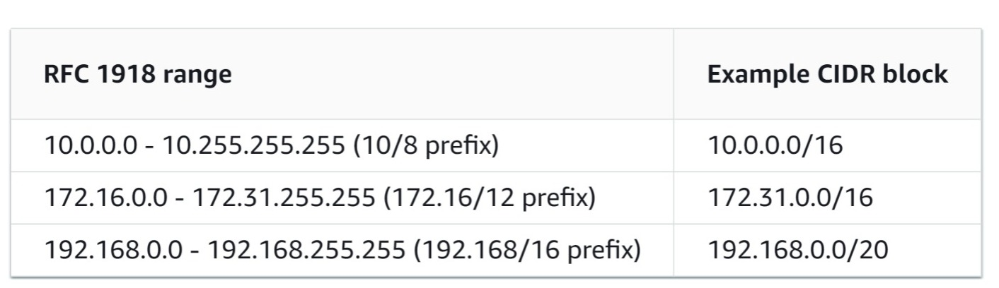 RFC 1918 range Example CIDR block
10.0.0.0 - 10.255.255.255 (10/8 prefix) 10.0.0.0/16
172.16.0.0 - 172.31.255.255 (172.16/12 prefix) 172.31.0.0/16
192.168.0.0 - 192.168.255.255 (192.168/16 prefix) 192.168.0.0/20